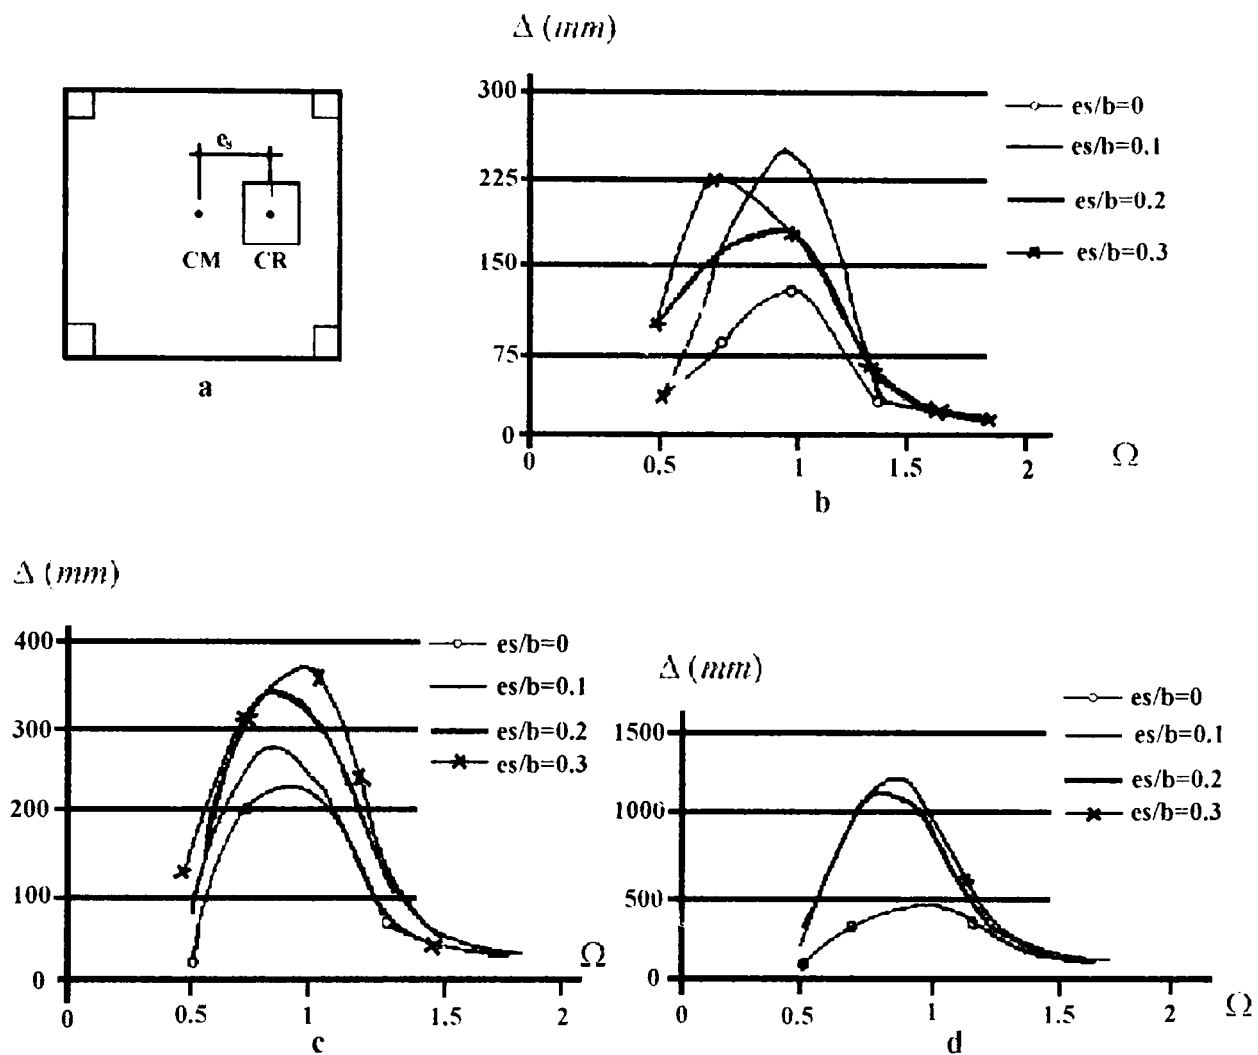 Δ (mm)
300
225
150
75
0
0
0.5
1
1.5
2
Ω
es/b=0
es/b=0.1
es/b=0.2
es/b=0.3
b
es
CM
CR
a
Δ (mm)
400
300
200
100
0
0
0.5
1
1.5
2
Ω
es/b=0
es/b=0.1
es/b=0.2
es/b=0.3
c
Δ (mm)
1500
1000
500
0
0
0.5
1
1.5
2
Ω
es/b=0
es/b=0.1
es/b=0.2
es/b=0.3
d